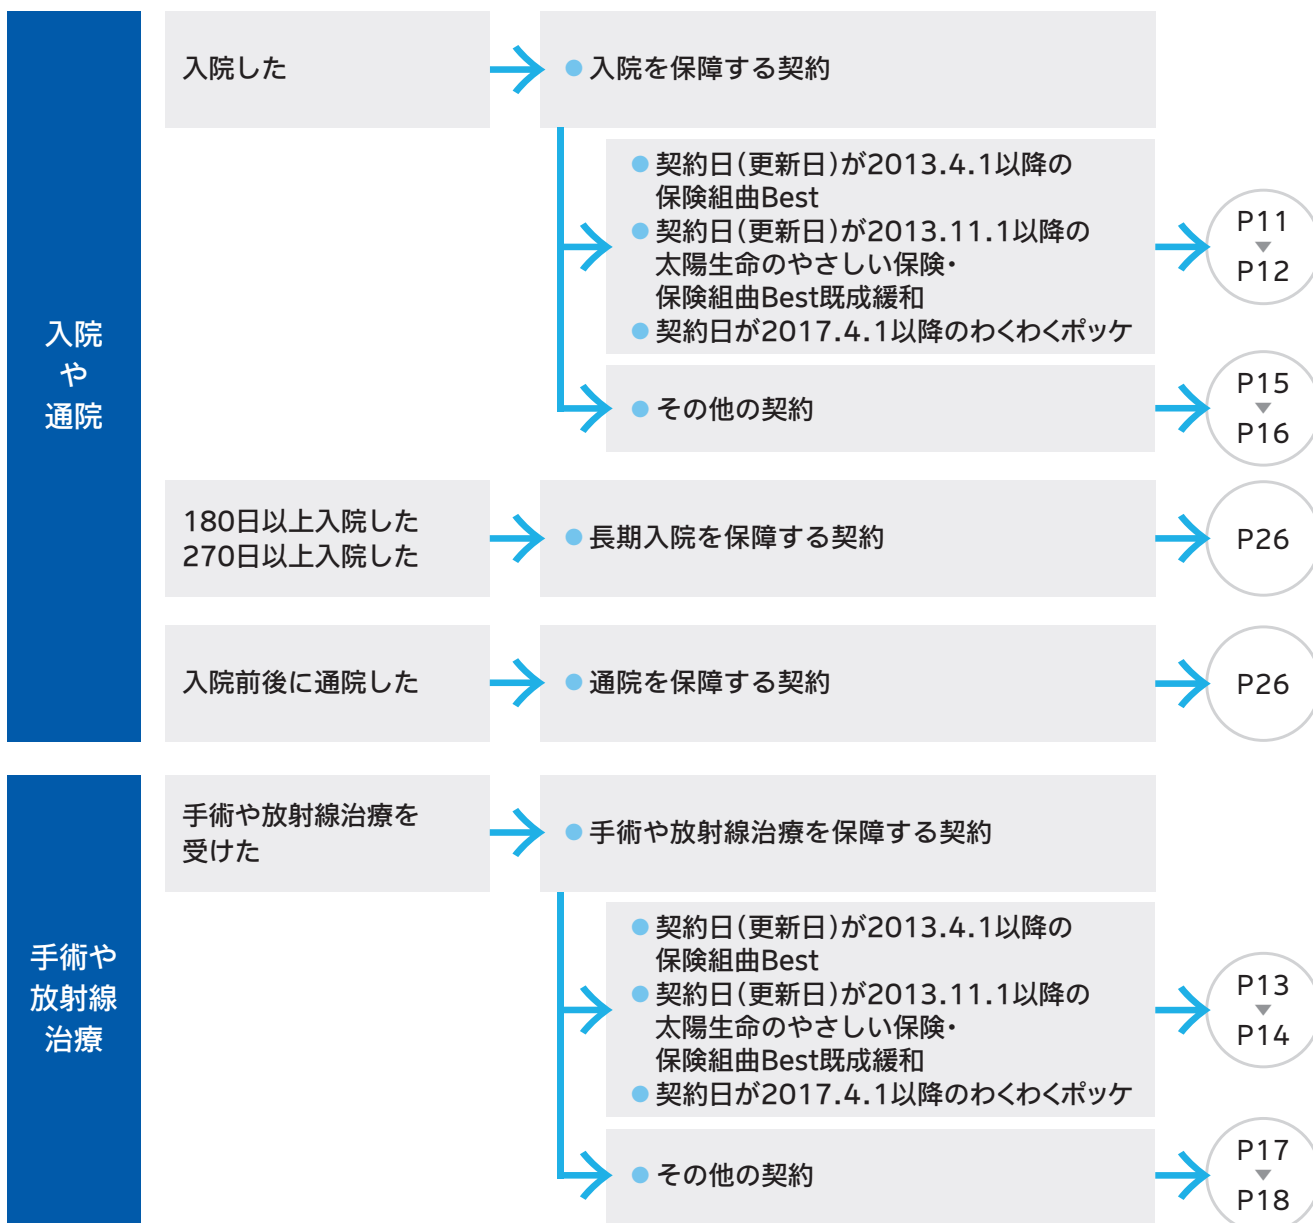 入院
や
通院
入院した
●入院を保障する契約
●契約日(更新日)が2013.4.1以降の
保険組曲Best
●契約日(更新日)が2013.11.1以降の
太陽生命のやさしい保険・
保険組曲Best既成緩和
●契約日が2017.4.1以降のわくわくポッケ
P11
▼
P12
●その他の契約
P15
▼
P16
180日以上入院した
270日以上入院した
●長期入院を保障する契約
P26
入院前後に通院した
●通院を保障する契約
P26
手術や
放射線
治療
手術や放射線治療を
受けた
●手術や放射線治療を保障する契約
●契約日(更新日)が2013.4.1以降の
保険組曲Best
●契約日(更新日)が2013.11.1以降の
太陽生命のやさしい保険・
保険組曲Best既成緩和
●契約日が2017.4.1以降のわくわくポッケ
P13
▼
P14
●その他の契約
P17
▼
P18